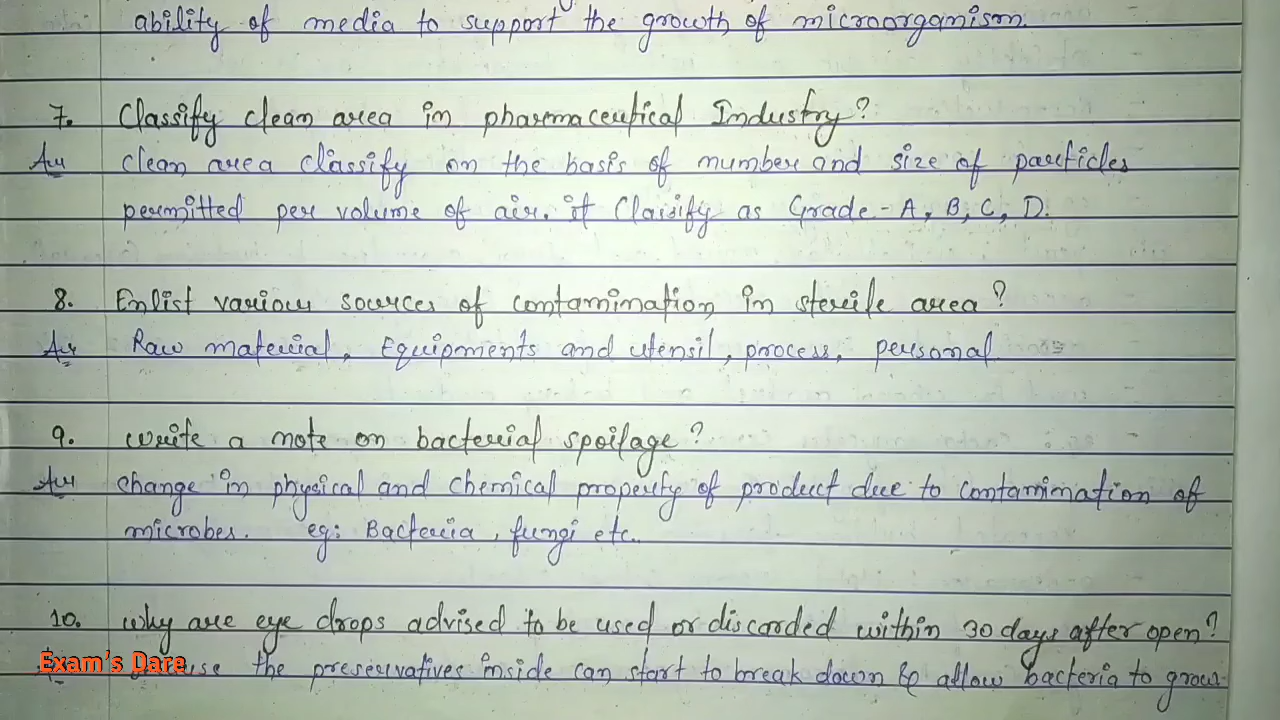 ability of media to support the growth of microorganism.
7. Classify clean area in pharmaceutical Industry?
Ans clean area classify on the basis of number and size of particles
permitted per volume of air. it Classify as Grade - A, B, C, D.
8. Enlist various sources of contamination in sterile area?
Ans Raw material, Equipments and utensil, process, personal
9. Write a note on bacterial spoilage?
Ans change in physical and chemical property of product due to contamination of
microbes. eg: Bacteria, fungi etc..
10. Why are eye drops advised to be used or discarded within 30 days after open?
Exam's Dare
the preservatives inside can start to break down & allow bacteria to grow